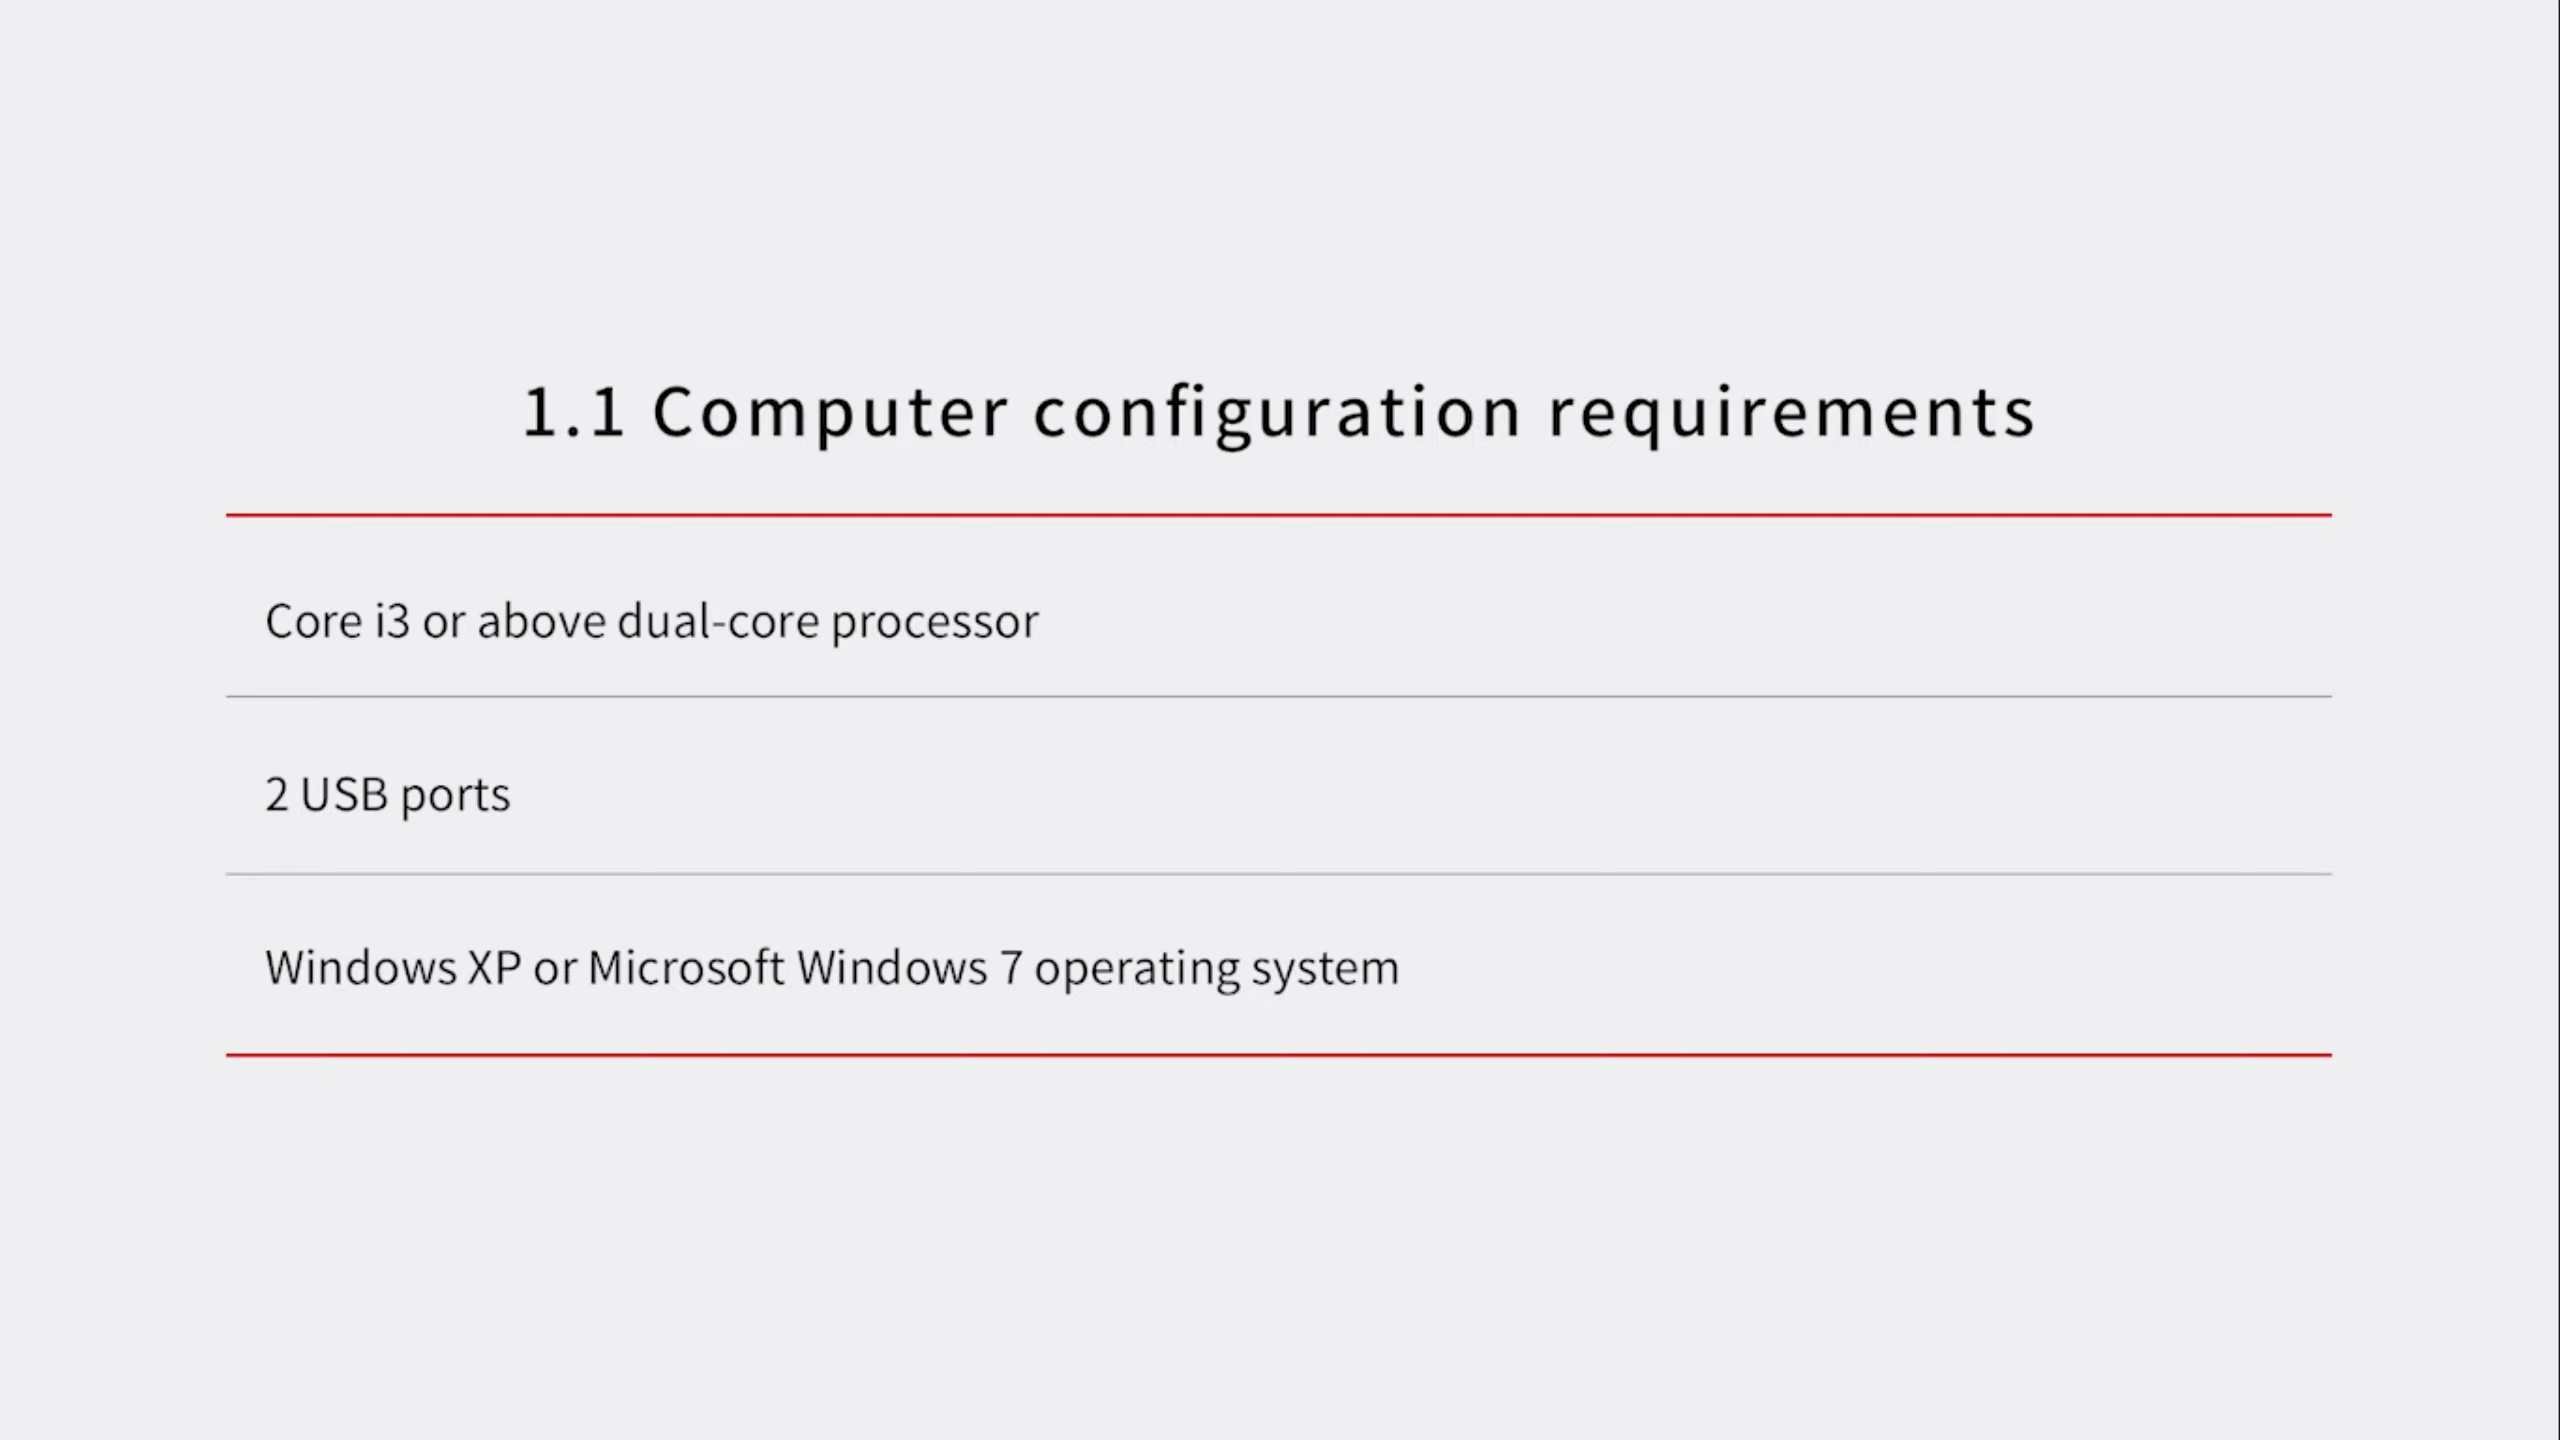 1.1 Computer configuration requirements
Core i3 or above dual-core processor
2 USB ports
Windows XP or Microsoft Windows 7 operating system